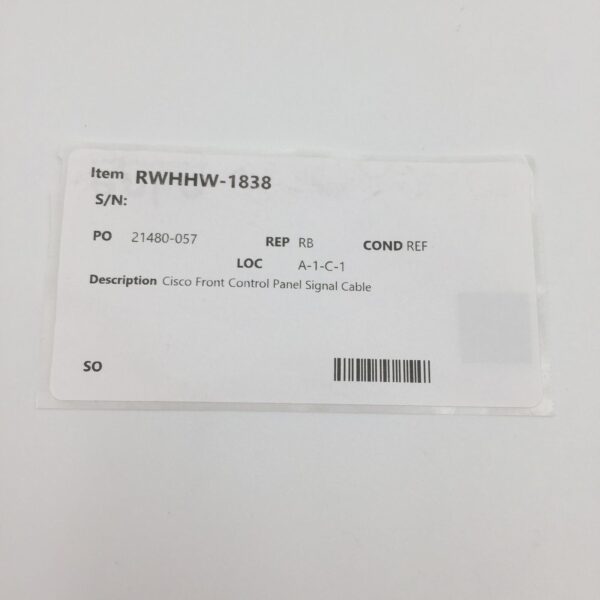 Item RWHHW-1838
S/N:
PO 21480-057 REP RB COND REF
LOC A-1-C-1
Description Cisco Front Control Panel Signal Cable
SO